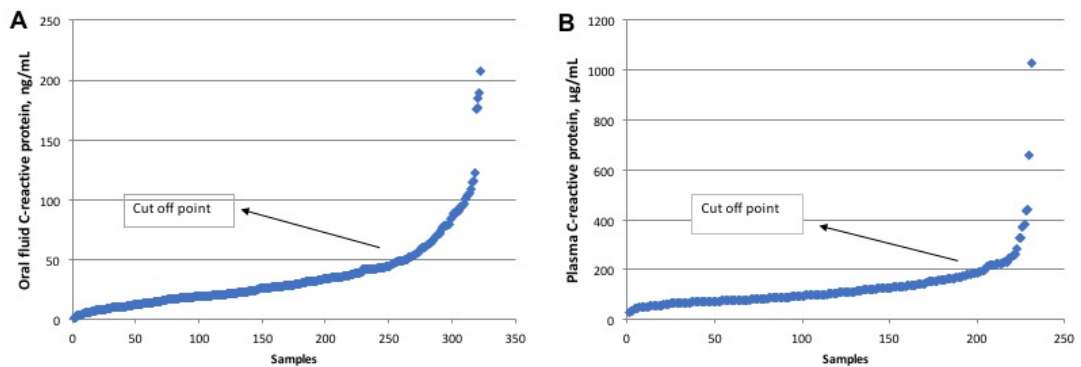 A
Oral fluid C-reactive protein, ng/mL
250
200
150
100
50
0
Cut off point
0 50 100 150 200 250 300 350
Samples
B
Plasma C-reactive protein, µg/mL
1200
1000
800
600
400
200
0
Cut off point
0 50 100 150 200 250
Samples